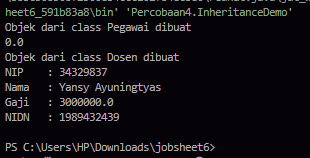 heet6_591b83a8\bin' 'Percobaan4.InheritanceDemo'
Objek dari class Pegawai dibuat
0.0
Objek dari class Dosen dibuat
NIP : 34329837
Nama : Yansy Ayuningtyas
Gaji : 3000000.0
NIDN : 1989432439
PS C:\Users\HP\Downloads\jobsheet6>